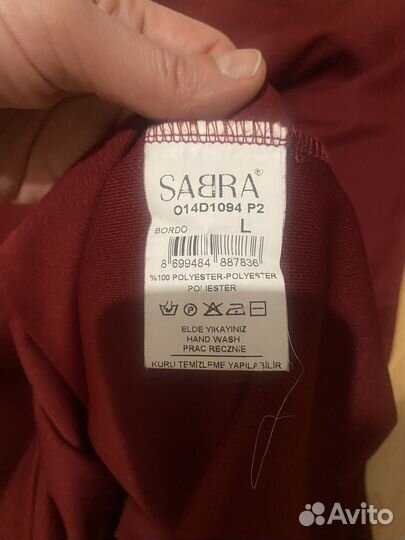 SABRA®
014D1094 P2
BORDO L
8 699484 887836
%100 POLYESTER-POLYESTER
POLIESTER
P
ELDE YIKAYINIZ
HAND WASH
PRAC RECZNIE
KURU TEMİZLEME YAPILABİLİR
Avito